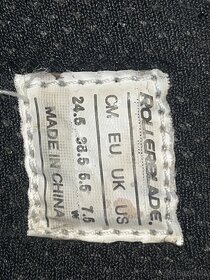 ROLLERBLADE.
CM EU UK US
24.5 38.5 5.5 7.5
W
MADE IN CHINA